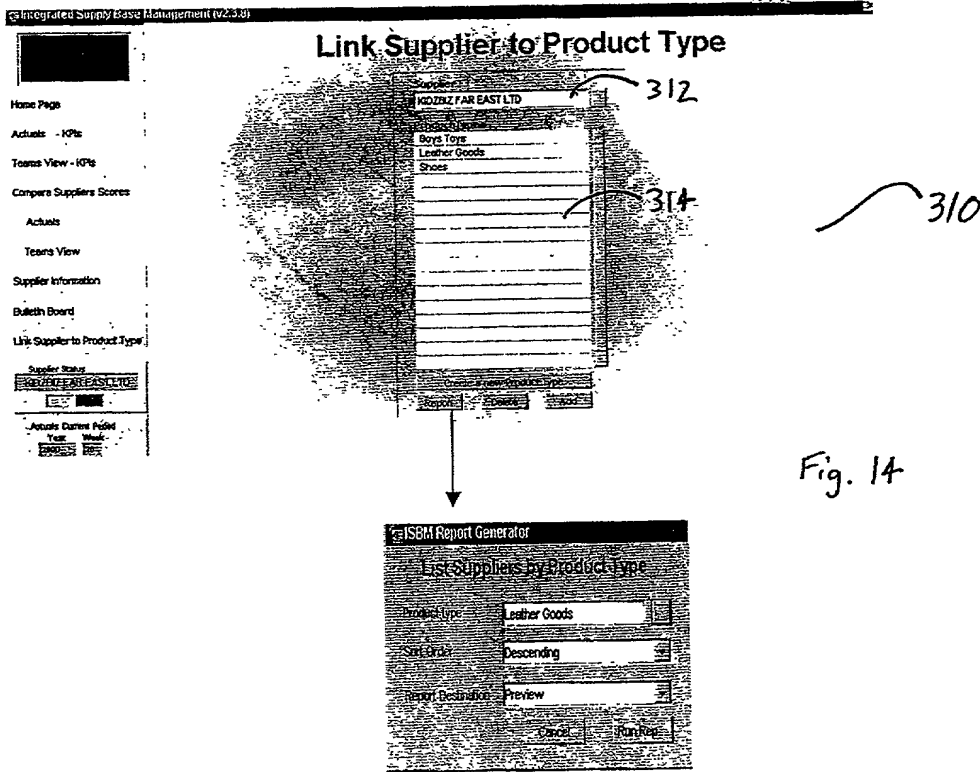 Integrated Supply Base Management (v2.3.8)
Link Supplier to Product Type
Home Page
Actuals - KPIs
Teams View - KPIs
Compare Suppliers Scores
Actuals
Teams View
Supplier Information
Bulletin Board
Link Supplier to Product Type
Supplier Status
KIDZBIZ FAR EAST LTD
Actuals Current Period
Year Week
Supplier
KIDZBIZ FAR EAST LTD
312
Boys Toys
Leather Goods
Shoes
314
310
Create a new Product Type
Report Delete Add
Fig. 14
ISBM Report Generator
List Suppliers by Product Type
Product Type Leather Goods
Sort Order Descending
Report Destination Preview
Cancel Run Rep